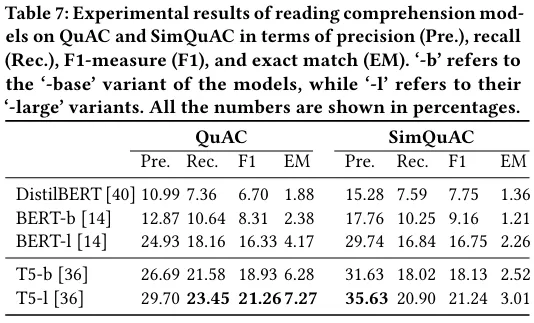 Table 7: Experimental results of reading comprehension mod-
els on QuAC and SimQuAC in terms of precision (Pre.), recall
(Rec.), F1-measure (F1), and exact match (EM). ‘-b’ refers to
the ‘-base’ variant of the models, while ‘-l’ refers to their
‘-large’ variants. All the numbers are shown in percentages.
QuAC SimQuAC
Pre. Rec. F1 EM Pre. Rec. F1 EM
DistilBERT [40] 10.99 7.36 6.70 1.88 15.28 7.59 7.75 1.36
BERT-b [14] 12.87 10.64 8.31 2.38 17.76 10.25 9.16 1.21
BERT-l [14] 24.93 18.16 16.33 4.17 29.74 16.84 16.75 2.26
T5-b [36] 26.69 21.58 18.93 6.28 31.63 18.02 18.13 2.52
T5-l [36] 29.70 23.45 21.26 7.27 35.63 20.90 21.24 3.01